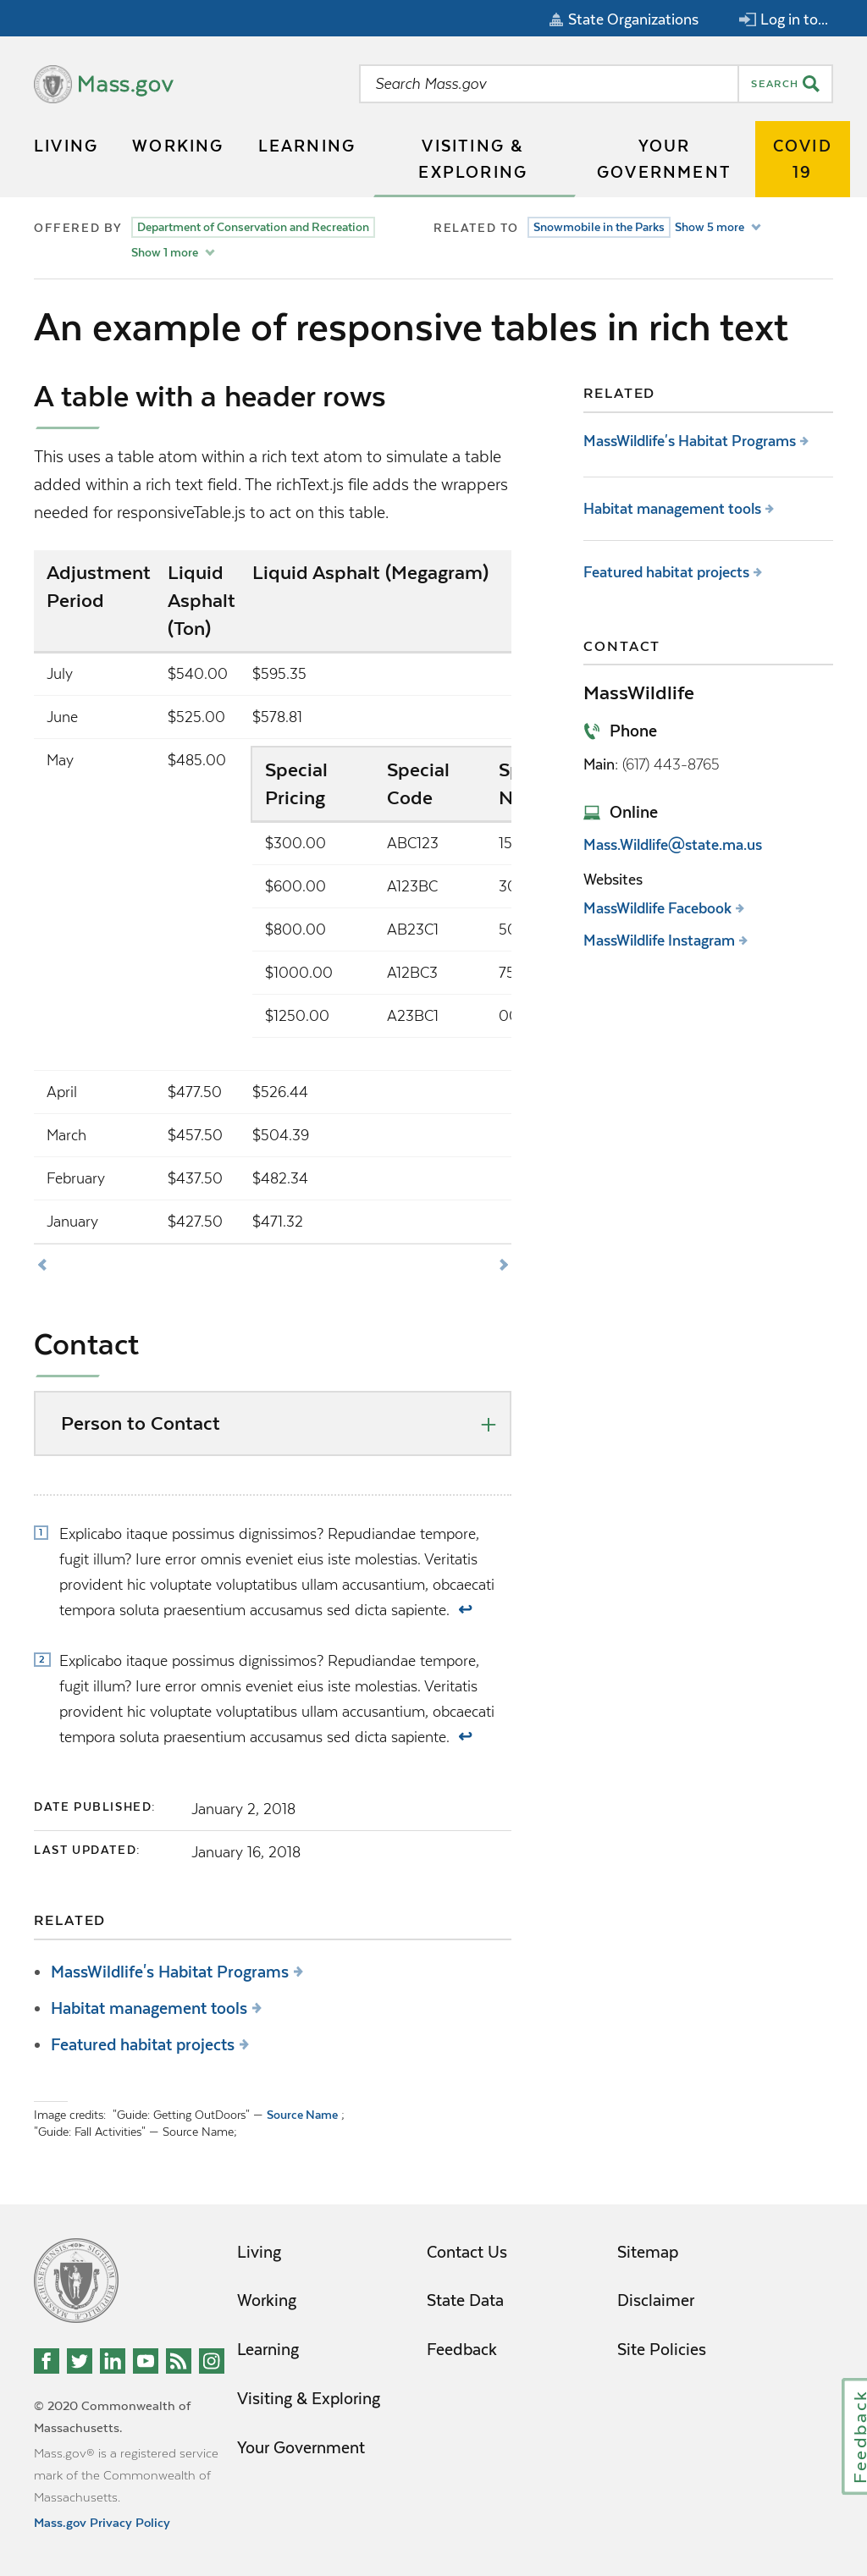 State Organizations
Log in to...
Mass.gov
Search Mass.gov
SEARCH
LIVING
WORKING
LEARNING
VISITING &
EXPLORING
YOUR
GOVERNMENT
COVID
19
OFFERED BY
Department of Conservation and Recreation
Show 1 more
RELATED TO
Snowmobile in the Parks
Show 5 more
An example of responsive tables in rich text
A table with a header rows
This uses a table atom within a rich text atom to simulate a table
added within a rich text field. The richText.js file adds the wrappers
needed for responsiveTable.js to act on this table.
Adjustment Period
Liquid Asphalt (Ton)
Liquid Asphalt (Megagram)
July $540.00 $595.35
June $525.00 $578.81
May $485.00
Special Pricing
Special Code
$300.00 ABC123 15
$600.00 A123BC
$800.00 AB23C1
$1000.00 A12BC3
$1250.00 A23BC1
April $477.50 $526.44
March $457.50 $504.39
February $437.50 $482.34
January $427.50 $471.32
Contact
Person to Contact
1 Explicabo itaque possimus dignissimos? Repudiandae tempore,
fugit illum? Iure error omnis eveniet eius iste molestias. Veritatis
provident hic voluptate voluptatibus ullam accusantium, obcaecati
tempora soluta praesentium accusamus sed dicta sapiente. ↩
2 Explicabo itaque possimus dignissimos? Repudiandae tempore,
fugit illum? Iure error omnis eveniet eius iste molestias. Veritatis
provident hic voluptate voluptatibus ullam accusantium, obcaecati
tempora soluta praesentium accusamus sed dicta sapiente. ↩
DATE PUBLISHED: January 2, 2018
LAST UPDATED: January 16, 2018
RELATED
MassWildlife's Habitat Programs
Habitat management tools
Featured habitat projects
Image credits: "Guide: Getting OutDoors" — Source Name ;
"Guide: Fall Activities" — Source Name;
RELATED
MassWildlife's Habitat Programs
Habitat management tools
Featured habitat projects
CONTACT
MassWildlife
Phone
Main: (617) 443-8765
Online
Mass.Wildlife@state.ma.us
Websites
MassWildlife Facebook
MassWildlife Instagram
Living
Working
Learning
Visiting & Exploring
Your Government
Contact Us
State Data
Feedback
Sitemap
Disclaimer
Site Policies
© 2020 Commonwealth of
Massachusetts.
Mass.gov® is a registered service
mark of the Commonwealth of
Massachusetts.
Mass.gov Privacy Policy
Feedback